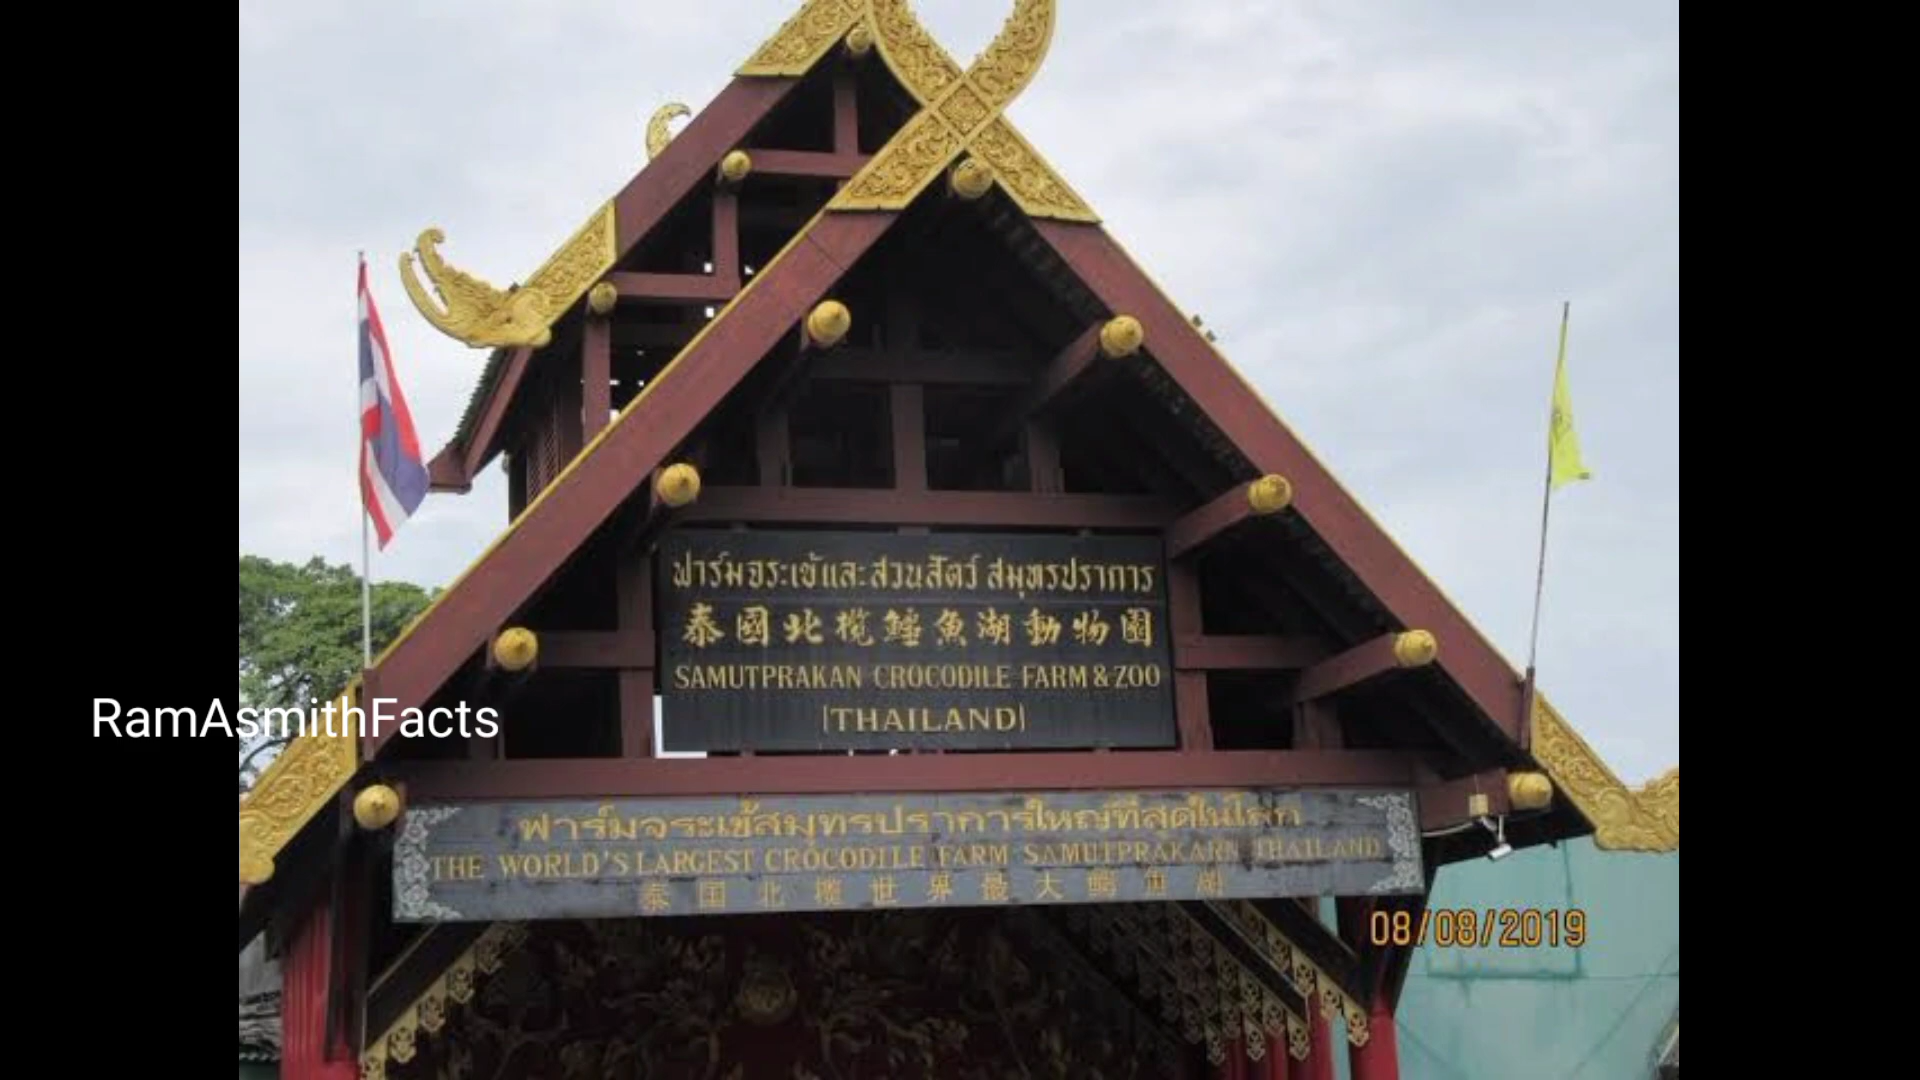 ฟาร์มจระเข้และสวนสัตว์ สมุทรปราการ
泰國北欖鱷魚湖動物園
SAMUTPRAKAN CROCODILE FARM & ZOO
(THAILAND)
RamAsmithFacts
ฟาร์มจระเข้สมุทรปราการใหญ่ที่สุดในโลก
THE WORLD'S LARGEST CROCODILE FARM SAMUTPRAKARN THAILAND
泰国北榄世界最大鳄鱼湖
08/08/2019